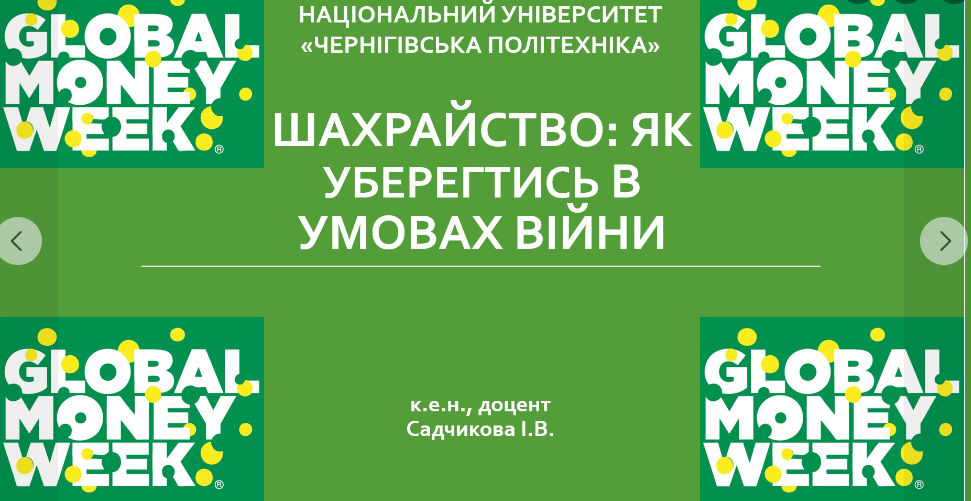 GLOBAL
MONEY
WEEK®
НАЦІОНАЛЬНИЙ УНІВЕРСИТЕТ
«ЧЕРНІГІВСЬКА ПОЛІТЕХНІКА»
GLOBAL
MONEY
WEEK®
ШАХРАЙСТВО: ЯК
УБЕРЕГТИСЬ В
УМОВАХ ВІЙНИ
GLOBAL
MONEY
WEEK®
к.е.н., доцент
Садчикова І.В.
GLOBAL
MONEY
WEEK®